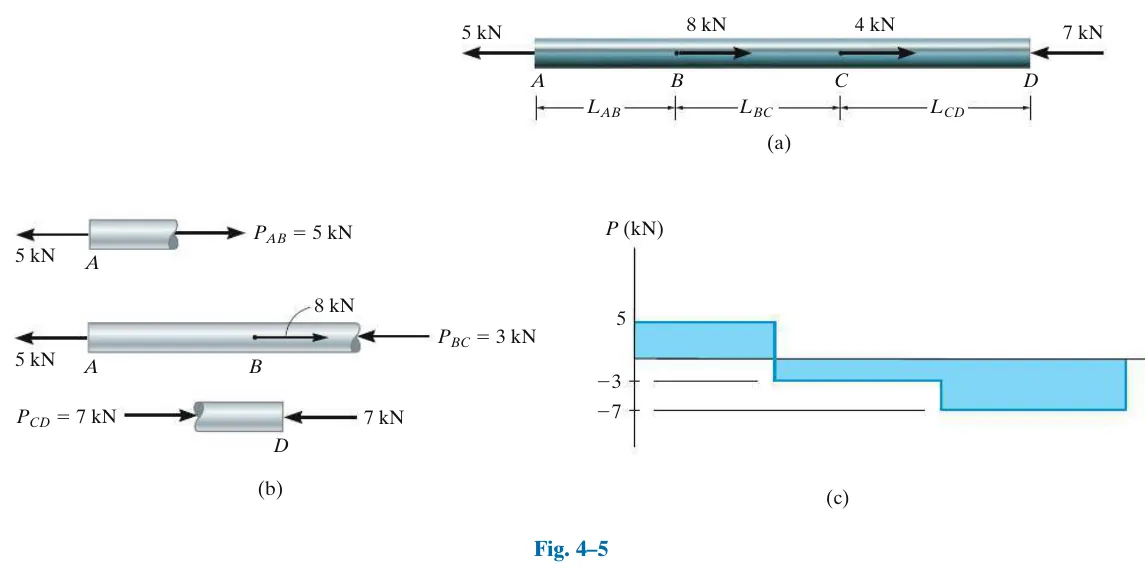 5 kN
8 kN
4 kN
7 kN
A
B
C
D
L_AB
L_BC
L_CD
(a)
5 kN
A
P_AB = 5 kN
8 kN
5 kN
A
B
P_BC = 3 kN
P_CD = 7 kN
7 kN
D
(b)
P (kN)
5
−3
−7
(c)
Fig. 4–5